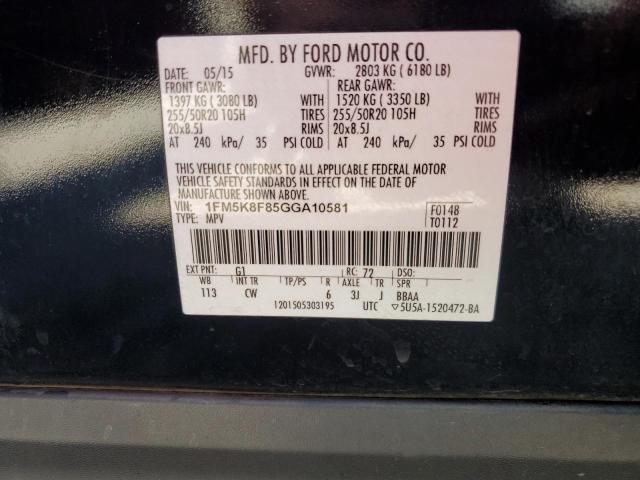 MFD. BY FORD MOTOR CO.
DATE: 05/15 GVWR: 2803 KG ( 6180 LB)
FRONT GAWR: REAR GAWR:
1397 KG ( 3080 LB) WITH 1520 KG ( 3350 LB) WITH
255/50R20 105H TIRES 255/50R20 105H TIRES
20x8.5J RIMS 20x8.5J RIMS
AT 240 kPa/ 35 PSI COLD AT 240 kPa/ 35 PSI COLD
THIS VEHICLE CONFORMS TO ALL APPLICABLE FEDERAL MOTOR
VEHICLE SAFETY STANDARDS IN EFFECT ON THE DATE OF
MANUFACTURE SHOWN ABOVE.
VIN: 1FM5K8F85GGA10581 F0148
TYPE: MPV T0112
EXT PNT: G1 RC: 72 DSO:
WB INT TR TP/PS R AXLE TR SPR
113 CW 6 3J J BBAA
1201505303195 UTC ▽5U5A-1520472-BA